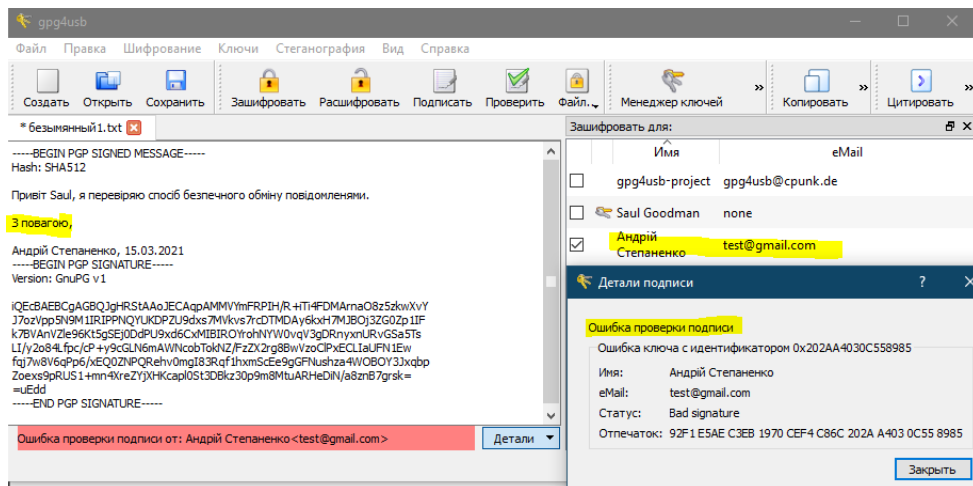 gpg4usb
Файл Правка Шифрование Ключи Стеганография Вид Справка
Создать Открыть Сохранить Зашифровать Расшифровать Подписать Проверить Файл... Менеджер ключей » Копировать » Цитировать »
* безымянный1.txt
Зашифровать для:
-----BEGIN PGP SIGNED MESSAGE-----
Hash: SHA512
Привіт Saul, я перевіряю спосіб безпечного обміну повідомленями.
З повагою,
Андрій Степаненко, 15.03.2021
-----BEGIN PGP SIGNATURE-----
Version: GnuPG v1
iQEcBAEBCgAGBQJgHRStAAoJECAqpAMMVYmFRPIH/R+iTi4FDMArnaO8z5zkwXvY
J7ozVpp5N9M1IRIPPNQYUKDPZU9dxs7MVkvs7rcDTMDAy6kxH7MJBOj3ZG0Zp1IF
k7BVAnVZle96Kt5gSEj0DdPU9xd6CxMIBIROYrohNYW0vqV3gDRnyxnURvGSa5Ts
LI/y2o84Lfpc/cP+y9cGLN6mAWNcobTokNZ/FzZX2rg8BwVzoClPxECLIaUFN1Ew
fqj7w8V6qPp6/xEQ0ZNPQRehv0mgI83Rqf1hxmScEe9gGFNushza4WOBOY3Jxqbp
Zoexs9pRUS1+mn4XreZYjXHKcapl0St3DBkz30p9m8MtuARHeDiN/a8znB7grsk=
=uEdd
-----END PGP SIGNATURE-----
Ошибка проверки подписи от: Андрій Степаненко<test@gmail.com>
Детали
Имя eMail
gpg4usb-project gpg4usb@cpunk.de
Saul Goodman none
Андрій
Степаненко test@gmail.com
Детали подписи ?
Ошибка проверки подписи
Ошибка ключа с идентификатором 0x202AA4030C558985
Имя: Андрій Степаненко
eMail: test@gmail.com
Статус: Bad signature
Отпечаток: 92F1 E5AE C3EB 1970 CEF4 C86C 202A A403 0C55 8985
Закрыть